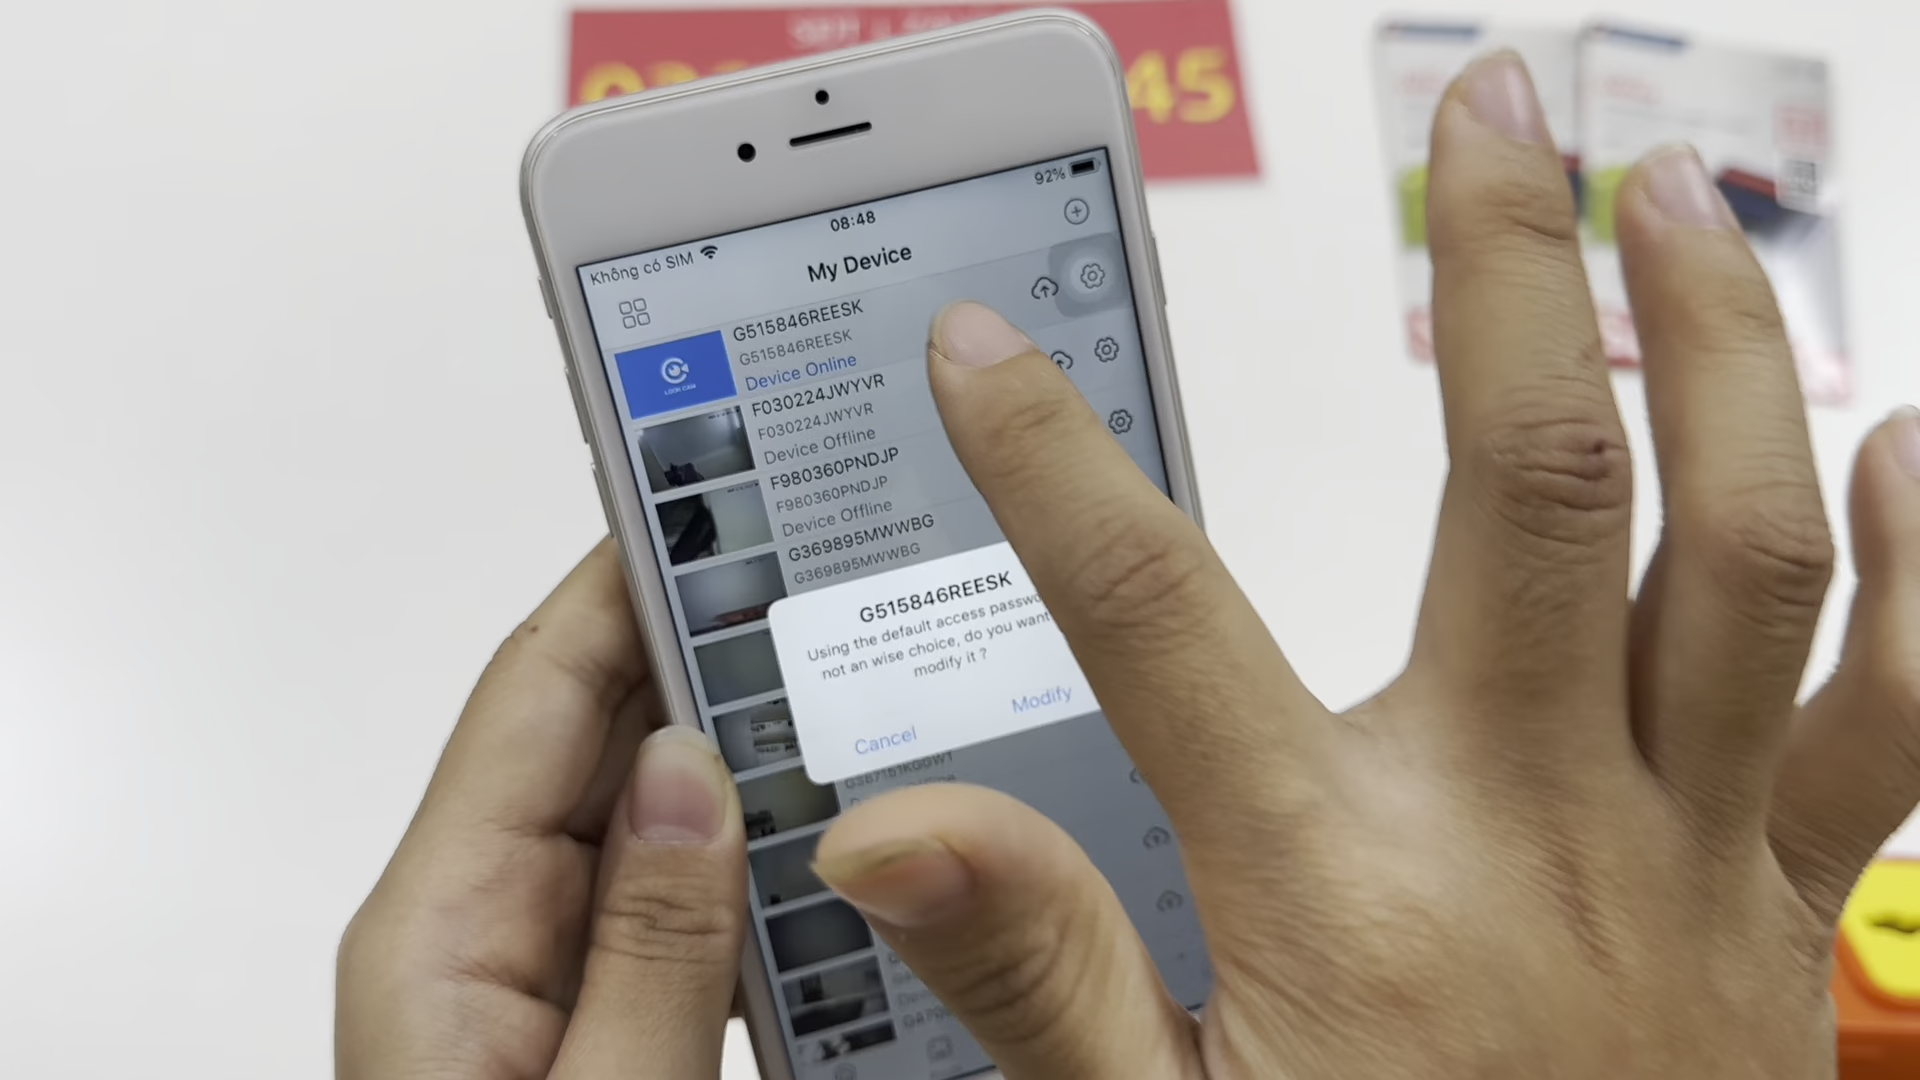 45
92%
08:48
Không có SIM
My Device
G515846REESK
G515846REESK
Device Online
LOOK CAM
F030224JWYVR
F030224JWYVR
Device Offline
F980360PNDJP
F980360PNDJP
Device Offline
G369895MWWBG
G369895MWWBG
G515846REESK
Using the default access
not an wise choice, do you want
modify it ?
Cancel
Modify